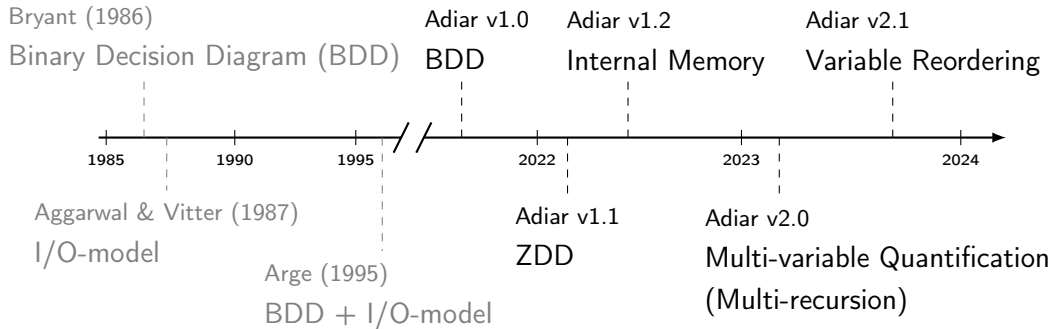 Bryant (1986)
Binary Decision Diagram (BDD)
Adiar v1.0
BDD
Adiar v1.2
Internal Memory
Adiar v2.1
Variable Reordering
1985
1990
1995
2022
2023
2024
Aggarwal & Vitter (1987)
I/O-model
Arge (1995)
BDD + I/O-model
Adiar v1.1
ZDD
Adiar v2.0
Multi-variable Quantification
(Multi-recursion)